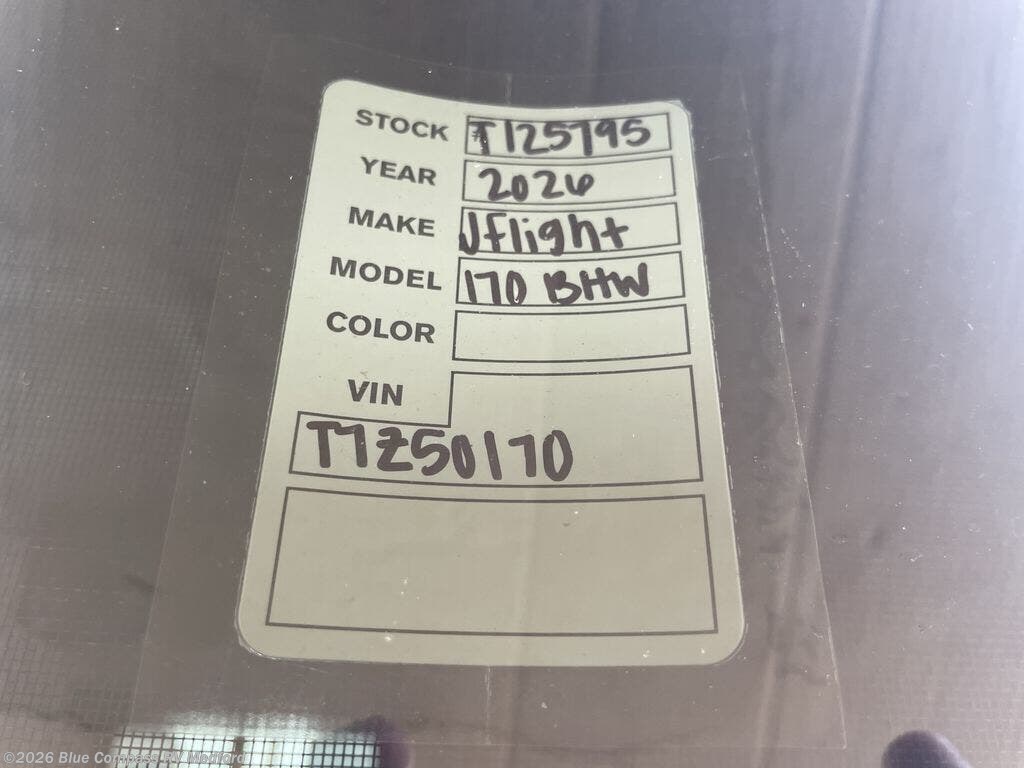 STOCK #T125795
YEAR 2026
MAKE JFlight
MODEL 170 BHW
COLOR
VIN
T7Z50170
©2026 Blue Compass RV